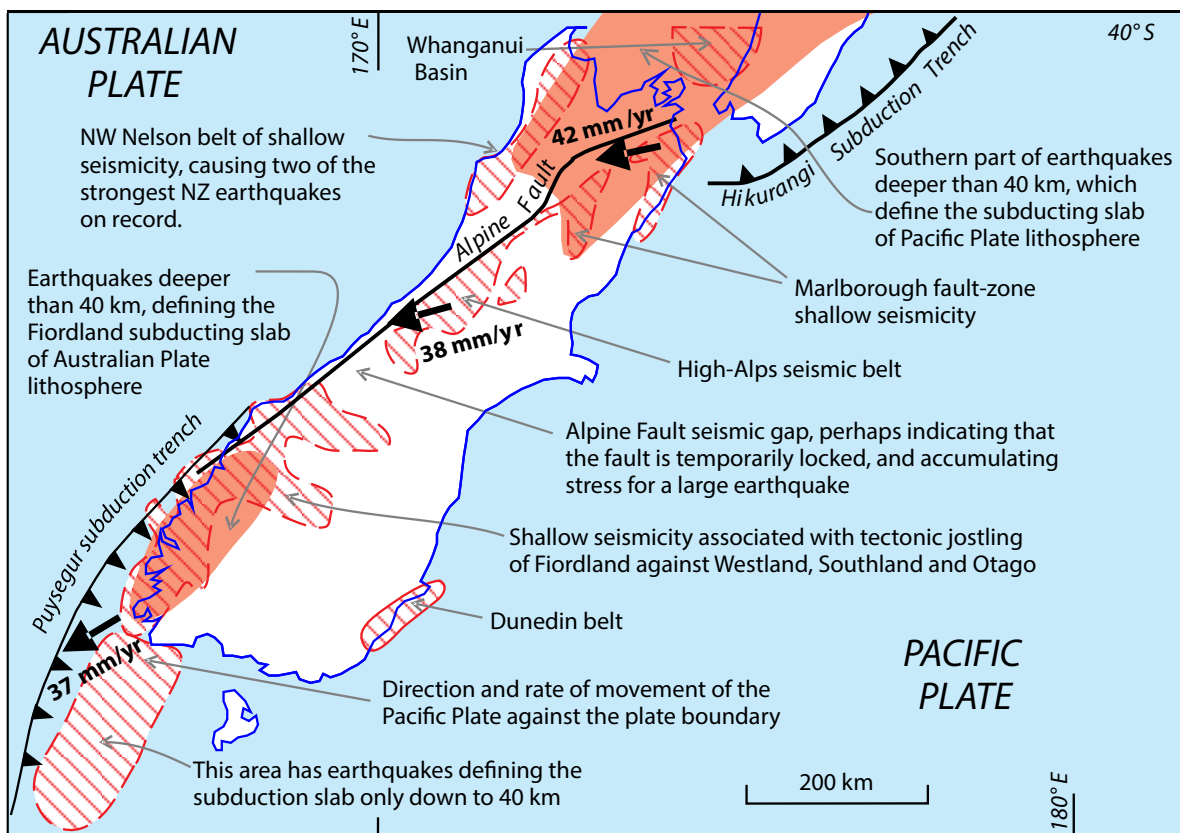 AUSTRALIAN
PLATE
170° E
Whanganui
Basin
40° S
Hikurangi Subduction Trench
NW Nelson belt of shallow
seismicity, causing two of the
strongest NZ earthquakes
on record.
42 mm/yr
Alpine Fault
Southern part of earthquakes
deeper than 40 km, which
define the subducting slab
of Pacific Plate lithosphere
Earthquakes deeper
than 40 km, defining the
Fiordland subducting slab
of Australian Plate
lithosphere
Marlborough fault-zone
shallow seismicity
38 mm/yr
High-Alps seismic belt
Alpine Fault seismic gap, perhaps indicating that
the fault is temporarily locked, and accumulating
stress for a large earthquake
Puysegur subduction trench
Shallow seismicity associated with tectonic jostling
of Fiordland against Westland, Southland and Otago
Dunedin belt
37 mm/yr
PACIFIC
PLATE
Direction and rate of movement of the
Pacific Plate against the plate boundary
This area has earthquakes defining the
subduction slab only down to 40 km
200 km
180° E